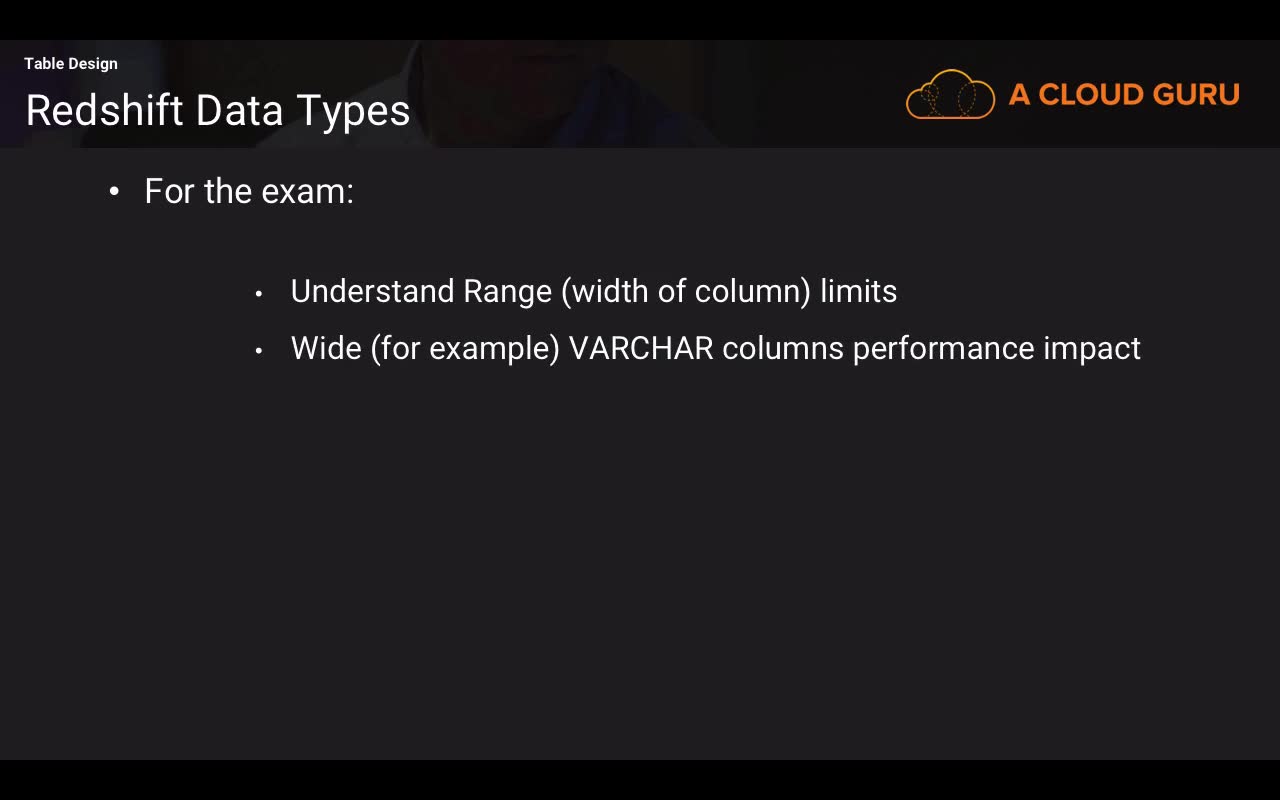 Table Design
Redshift Data Types
A CLOUD GURU
• For the exam:
• Understand Range (width of column) limits
• Wide (for example) VARCHAR columns performance impact